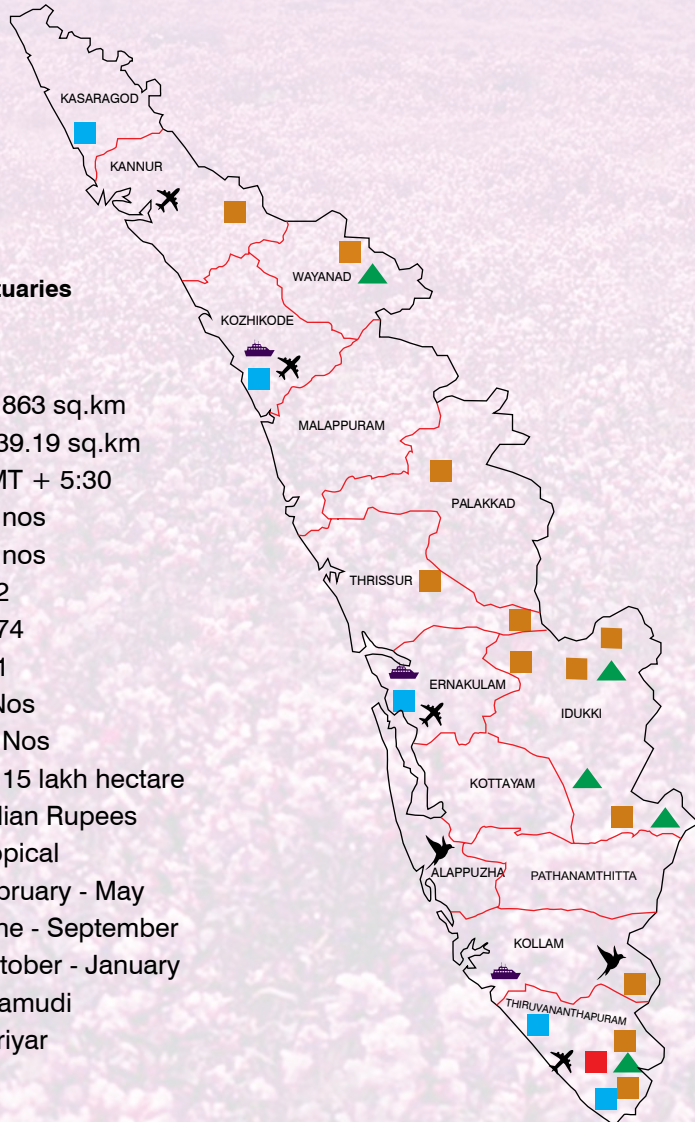 KASARAGOD
KANNUR
WAYANAD
KOZHIKODE
MALAPPURAM
PALAKKAD
THRISSUR
ERNAKULAM
IDUKKI
KOTTAYAM
ALAPPUZHA
PATHANAMTHITTA
KOLLAM
THIRUVANANTHAPURAM
tuaries
863 sq.km
39.19 sq.km
MT + 5:30
nos
nos
2
74
1
Nos
Nos
15 lakh hectare
dian Rupees
opical
bruary - May
ne - September
tober - January
amudi
riyar